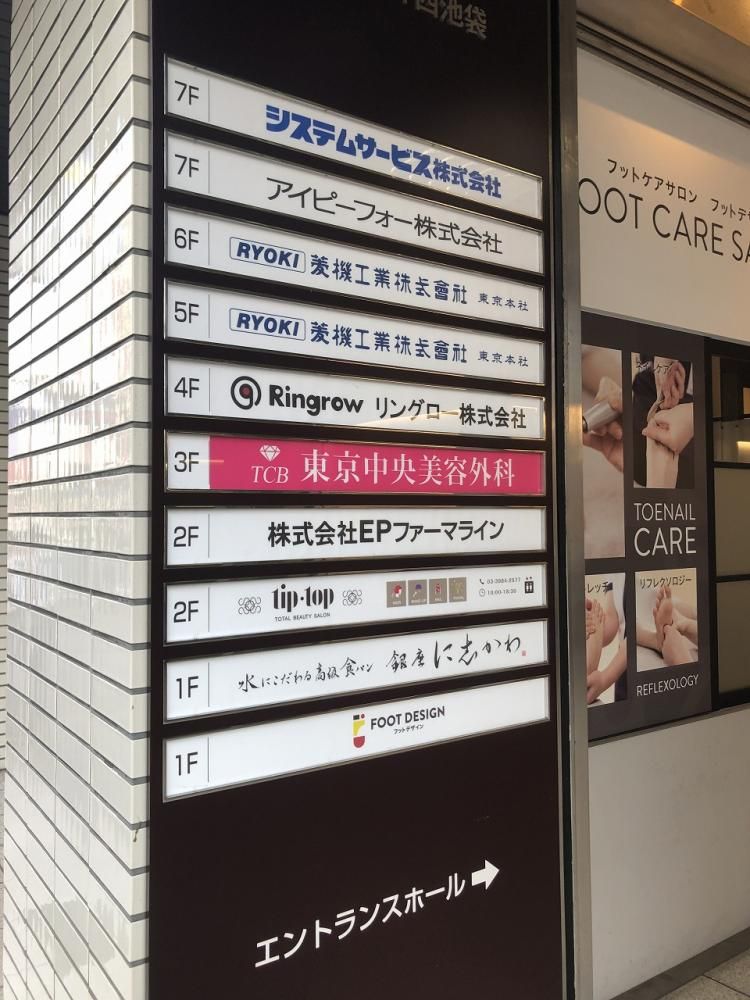 西池袋
7F システムサービス株式会社
7F アイピーフォー株式会社
6F RYOKI 菱機工業株式會社 東京本社
5F RYOKI 菱機工業株式會社 東京本社
4F Ringrow リングロー株式会社
3F TCB 東京中央美容外科
2F 株式会社EPファーマライン
2F tip・top
TOTAL BEAUTY SALON
10:00-18:30
1F 水にこだわる高級食パン 銀座 に志かわ
1F FOOT DESIGN
フットデザイン
エントランスホール
フットケアサロン フットデ
OOT CARE SA
TOENAIL
CARE
リフレクソロジー
REFLEXOLOGY